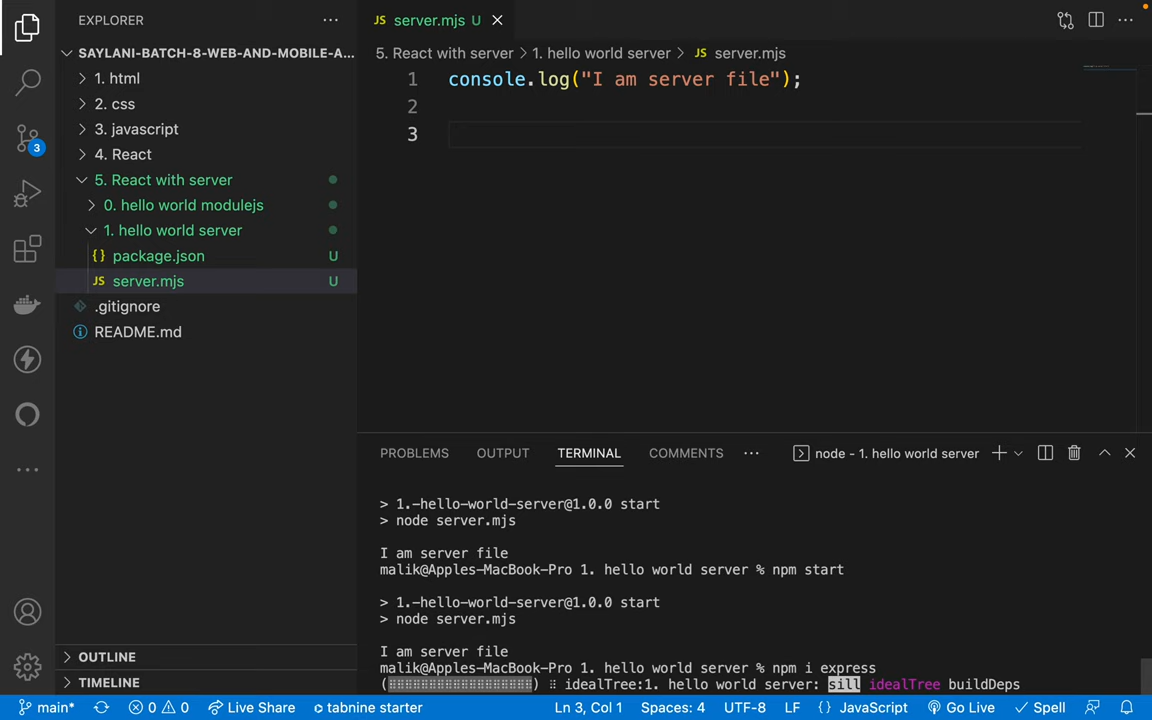 EXPLORER
SAYLANI-BATCH-8-WEB-AND-MOBILE-A...
1. html
2. css
3. javascript
4. React
5. React with server
0. hello world modulejs
1. hello world server
{} package.json U
JS server.mjs U
.gitignore
README.md
OUTLINE
TIMELINE
3
JS server.mjs U
5. React with server > 1. hello world server > JS server.mjs
1 console.log("I am server file");
2
3
PROBLEMS OUTPUT TERMINAL COMMENTS ... node - 1. hello world server
> 1.-hello-world-server@1.0.0 start
> node server.mjs
I am server file
malik@Apples-MacBook-Pro 1. hello world server % npm start
> 1.-hello-world-server@1.0.0 start
> node server.mjs
I am server file
malik@Apples-MacBook-Pro 1. hello world server % npm i express
(⠿⠿⠿⠿⠿⠿⠿⠿⠿⠿⠿⠿⠿⠿⠿⠿⠿⠿) ⠇ idealTree:1. hello world server: sill idealTree buildDeps
main* 0 0 Live Share tabnine starter Ln 3, Col 1 Spaces: 4 UTF-8 LF {} JavaScript Go Live Spell